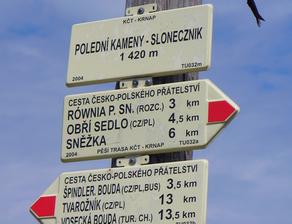 KČT - KRNAP
POLEDNÍ KAMENY - SLONECZNIK
1 420 m
2004
TU032m
CESTA ČESKO-POLSKÉHO PŘÁTELSTVÍ
RÓWNIA P. SN. (ROZC.) 3 km
OBŘÍ SEDLO (CZ/PL) 4,5 km
SNĚŽKA 6 km
2004
PĚŠÍ TRASA KČT - KRNAP
TU032a
CESTA ČESKO-POLSKÉHO PŘÁTELSTVÍ
ŠPINDLER. BOUDA (CZ/PL,BUS) 3,5 km
TVAROŽNÍK (CZ/PL) 13 km
VOSECKÁ BOUDA (TUR. CH.) 13,5 km